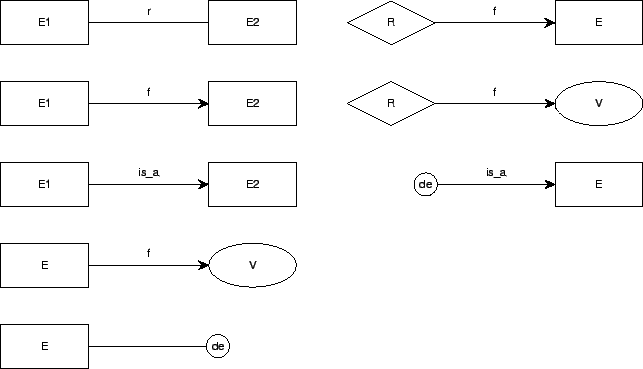 E1 r E2
R f E
E1 f E2
R f V
E1 is_a E2
de is_a E
E f V
E de